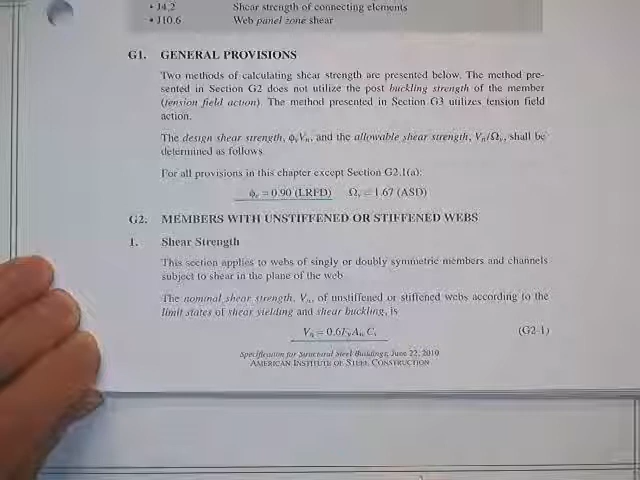 • J4.2 Shear strength of connecting elements
• J10.6 Web panel zone shear
G1. GENERAL PROVISIONS
Two methods of calculating shear strength are presented below. The method pre-
sented in Section G2 does not utilize the post buckling strength of the member
(tension field action). The method presented in Section G3 utilizes tension field
action.
The design shear strength, ϕᵥVₙ, and the allowable shear strength, Vₙ/Ωᵥ, shall be
determined as follows.
For all provisions in this chapter except Section G2.1(a):
ϕᵥ = 0.90 (LRFD) Ωᵥ = 1.67 (ASD)
G2. MEMBERS WITH UNSTIFFENED OR STIFFENED WEBS
1. Shear Strength
This section applies to webs of singly or doubly symmetric members and channels
subject to shear in the plane of the web.
The nominal shear strength, Vₙ, of unstiffened or stiffened webs according to the
limit states of shear yielding and shear buckling, is
Vₙ = 0.6FᵧA𝓌Cᵥ (G2-1)
Specification for Structural Steel Buildings, June 22, 2010
AMERICAN INSTITUTE OF STEEL CONSTRUCTION